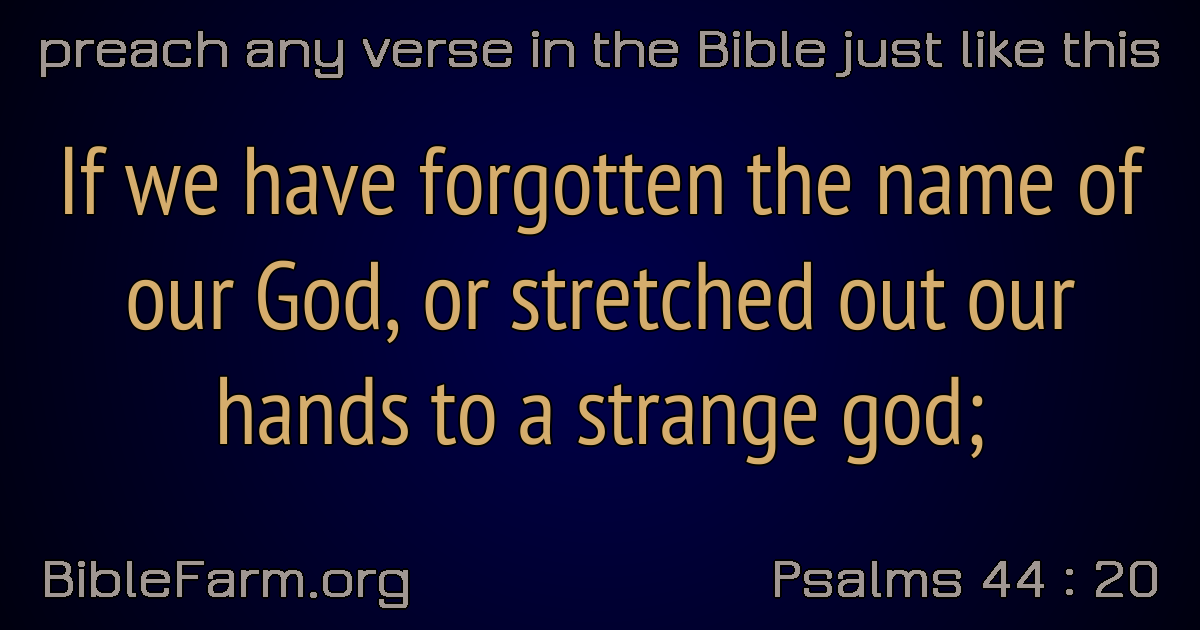 preach any verse in the Bible just like this
If we have forgotten the name of
our God, or stretched out our
hands to a strange god;
BibleFarm.org
Psalms 44 : 20